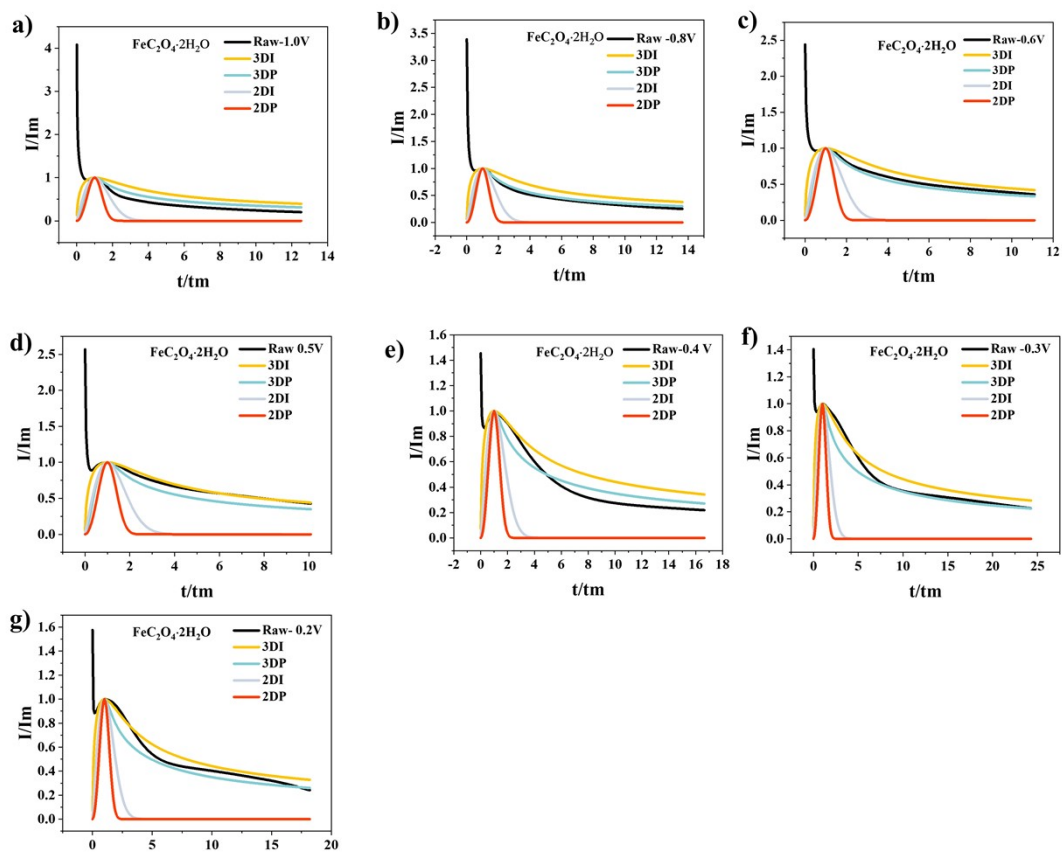 a)
FeC₂O₄·2H₂O
Raw-1.0V
3DI
3DP
2DI
2DP
I/Im
4
3
2
1
0
0 2 4 6 8 10 12 14
t/tm
b)
FeC₂O₄·2H₂O
Raw -0.8V
3DI
3DP
2DI
2DP
I/Im
3.5
3.0
2.5
2.0
1.5
1.0
0.5
0.0
-2 0 2 4 6 8 10 12 14
t/tm
c)
FeC₂O₄·2H₂O
Raw-0.6V
3DI
3DP
2DI
2DP
I/Im
2.5
2.0
1.5
1.0
0.5
0.0
0 2 4 6 8 10 12
t/tm
d)
FeC₂O₄·2H₂O
Raw 0.5V
3DI
3DP
2DI
2DP
I/Im
2.5
2.0
1.5
1.0
0.5
0.0
0 2 4 6 8 10
t/tm
e)
FeC₂O₄·2H₂O
Raw-0.4 V
3DI
3DP
2DI
2DP
I/Im
1.6
1.4
1.2
1.0
0.8
0.6
0.4
0.2
0.0
-2 0 2 4 6 8 10 12 14 16 18
t/tm
f)
FeC₂O₄·2H₂O
Raw -0.3V
3DI
3DP
2DI
2DP
I/Im
1.4
1.2
1.0
0.8
0.6
0.4
0.2
0.0
0 5 10 15 20 25
t/tm
g)
FeC₂O₄·2H₂O
Raw- 0.2V
3DI
3DP
2DI
2DP
I/Im
1.6
1.4
1.2
1.0
0.8
0.6
0.4
0.2
0.0
0 5 10 15 20
t/tm